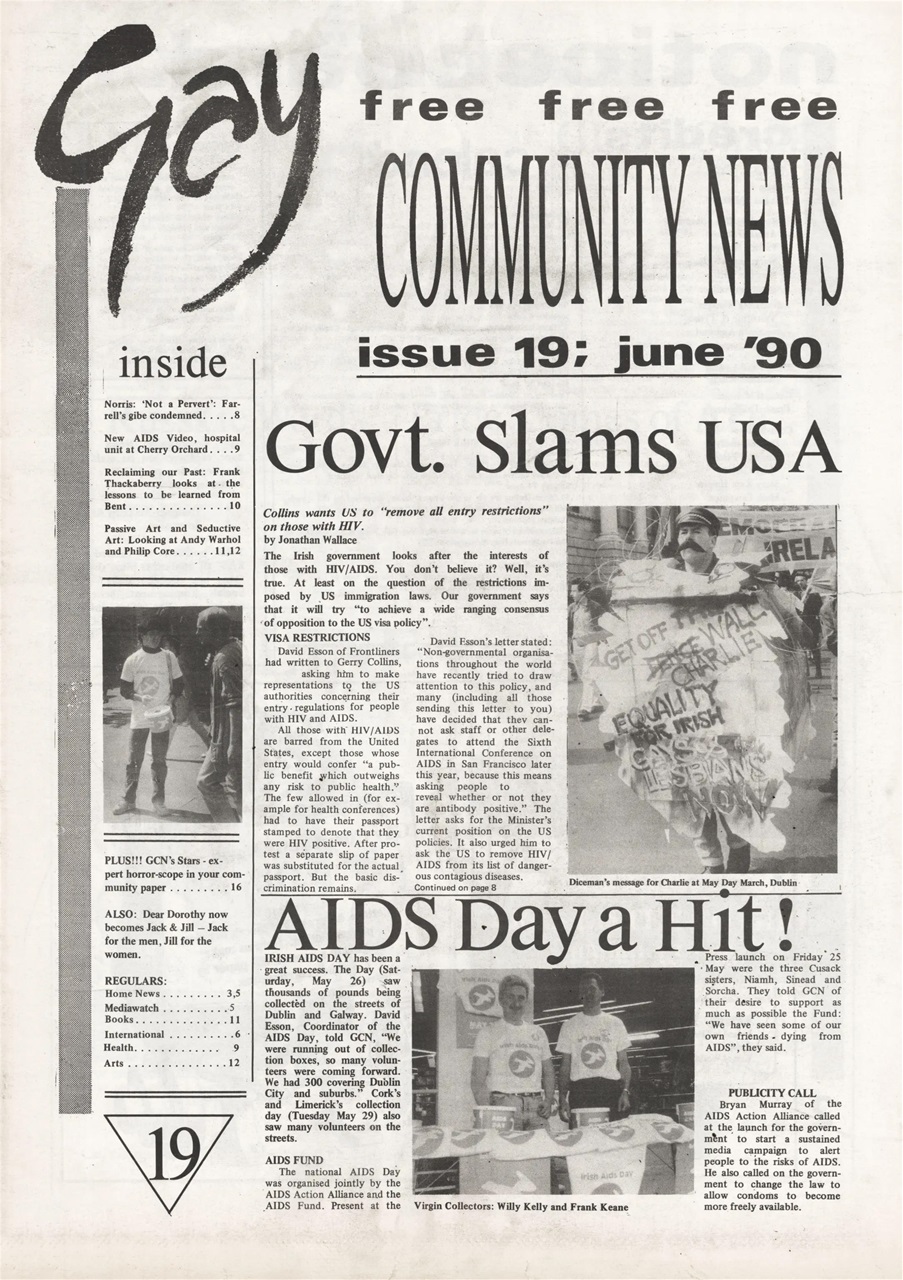 Gay
free free free
COMMUNITY NEWS
issue 19; june '90
inside
Norris: 'Not a Pervert': Far-
rell's gibe condemned. . . . .8
New AIDS Video, hospital
unit at Cherry Orchard. . . .9
Reclaiming our Past: Frank
Thackaberry looks at the
lessons to be learned from
Bent . . . . . . . . . . . . . . . 10
Passive Art and Seductive
Art: Looking at Andy Warhol
and Philip Core. . . . . .11,12
PLUS!!! GCN's Stars - ex-
pert horror-scope in your com-
munity paper . . . . . . . . . 16
ALSO: Dear Dorothy now
becomes Jack & Jill — Jack
for the men, Jill for the
women.
REGULARS:
Home News . . . . . . . . . 3,5
Mediawatch . . . . . . . . . . 5
Books. . . . . . . . . . . . . . 11
International . . . . . . . . . .6
Health. . . . . . . . . . . . . 9
Arts . . . . . . . . . . . . . . .12
19
Govt. Slams USA
Collins wants US to "remove all entry restrictions"
on those with HIV.
by Jonathan Wallace
The Irish government looks after the interests of
those with HIV/AIDS. You don't believe it? Well, it's
true. At least on the question of the restrictions im-
posed by US immigration laws. Our government says
that it will try "to achieve a wide ranging consensus
of opposition to the US visa policy".
VISA RESTRICTIONS
David Esson of Frontliners
had written to Gerry Collins,
asking him to make
representations to the US
authorities concerning their
entry regulations for people
with HIV and AIDS.
All those with HIV/AIDS
are barred from the United
States, except those whose
entry would confer "a pub-
lic benefit which outweighs
any risk to public health."
The few allowed in (for ex-
ample for health conferences)
had to have their passport
stamped to denote that they
were HIV positive. After pro-
test a separate slip of paper
was substituted for the actual
passport. But the basic dis-
crimination remains.
David Esson's letter stated:
"Non-governmental organisa-
tions throughout the world
have recently tried to draw
attention to this policy, and
many (including all those
sending this letter to you)
have decided that they can-
not ask staff or other dele-
gates to attend the Sixth
International Conference on
AIDS in San Francisco later
this year, because this means
asking people to
reveal whether or not they
are antibody positive." The
letter asks for the Minister's
current position on the US
policies. It also urged him to
ask the US to remove HIV/
AIDS from its list of danger-
ous contagious diseases.
Continued on page 8
IRELA
GET OFF THE
FENCE WALL
CHARLIE
EQUALITY
FOR IRISH
GAYS &
LESBIANS
NOW
Diceman's message for Charlie at May Day March, Dublin
AIDS Day a Hit!
IRISH AIDS DAY has been a
great success. The Day (Sat-
urday, May 26) saw
thousands of pounds being
collected on the streets of
Dublin and Galway. David
Esson, Coordinator of the
AIDS Day, told GCN, "We
were running out of collec-
tion boxes, so many volun-
teers were coming forward.
We had 300 covering Dublin
City and suburbs." Cork's
and Limerick's collection
day (Tuesday May 29) also
saw many volunteers on the
streets.
AIDS FUND
The national AIDS Day
was organised jointly by the
AIDS Action Alliance and the
AIDS Fund. Present at the
Irish Aids DAY
Virgin Collectors: Willy Kelly and Frank Keane
Press launch on Friday 25
May were the three Cusack
sisters, Niamh, Sinead and
Sorcha. They told GCN of
their desire to support as
much as possible the Fund:
"We have seen some of our
own friends dying from
AIDS", they said.
PUBLICITY CALL
Bryan Murray of the
AIDS Action Alliance called
at the launch for the govern-
ment to start a sustained
media campaign to alert
people to the risks of AIDS.
He also called on the govern-
ment to change the law to
allow condoms to become
more freely available.